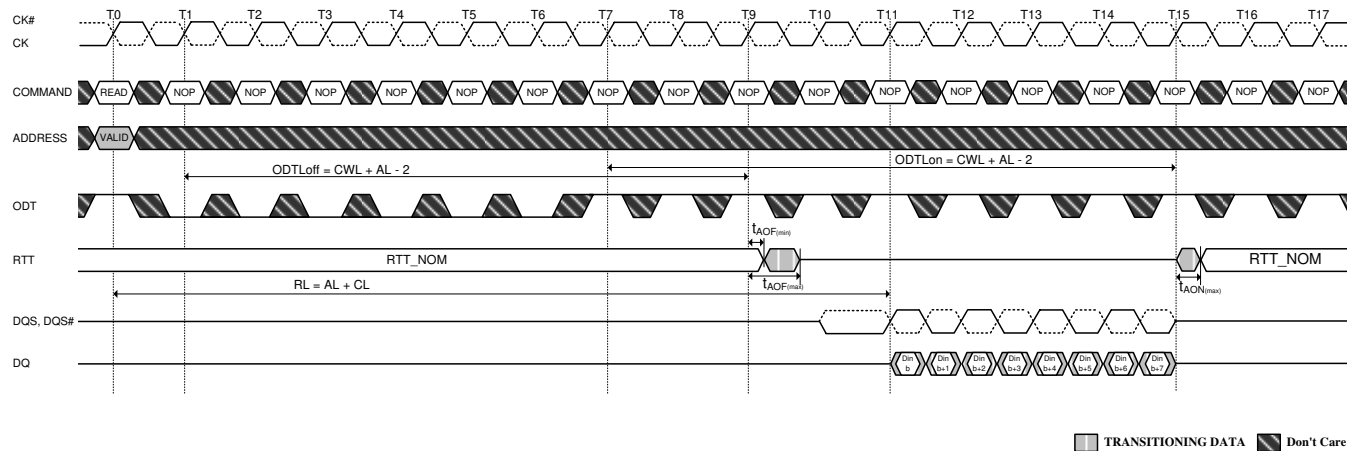 CK#
CK
T0 T1 T2 T3 T4 T5 T6 T7 T8 T9 T10 T11 T12 T13 T14 T15 T16 T17
COMMAND READ NOP NOP NOP NOP NOP NOP NOP NOP NOP NOP NOP NOP NOP NOP NOP NOP NOP
ADDRESS VALID
ODTLoff = CWL + AL - 2
ODTLon = CWL + AL - 2
ODT
tAOF(min)
RTT RTT_NOM RTT_NOM
tAOF(max)
tAON(max)
RL = AL + CL
DQS, DQS#
DQ
Din b
Din b+1
Din b+2
Din b+3
Din b+4
Din b+5
Din b+6
Din b+7
TRANSITIONING DATA Don't Care